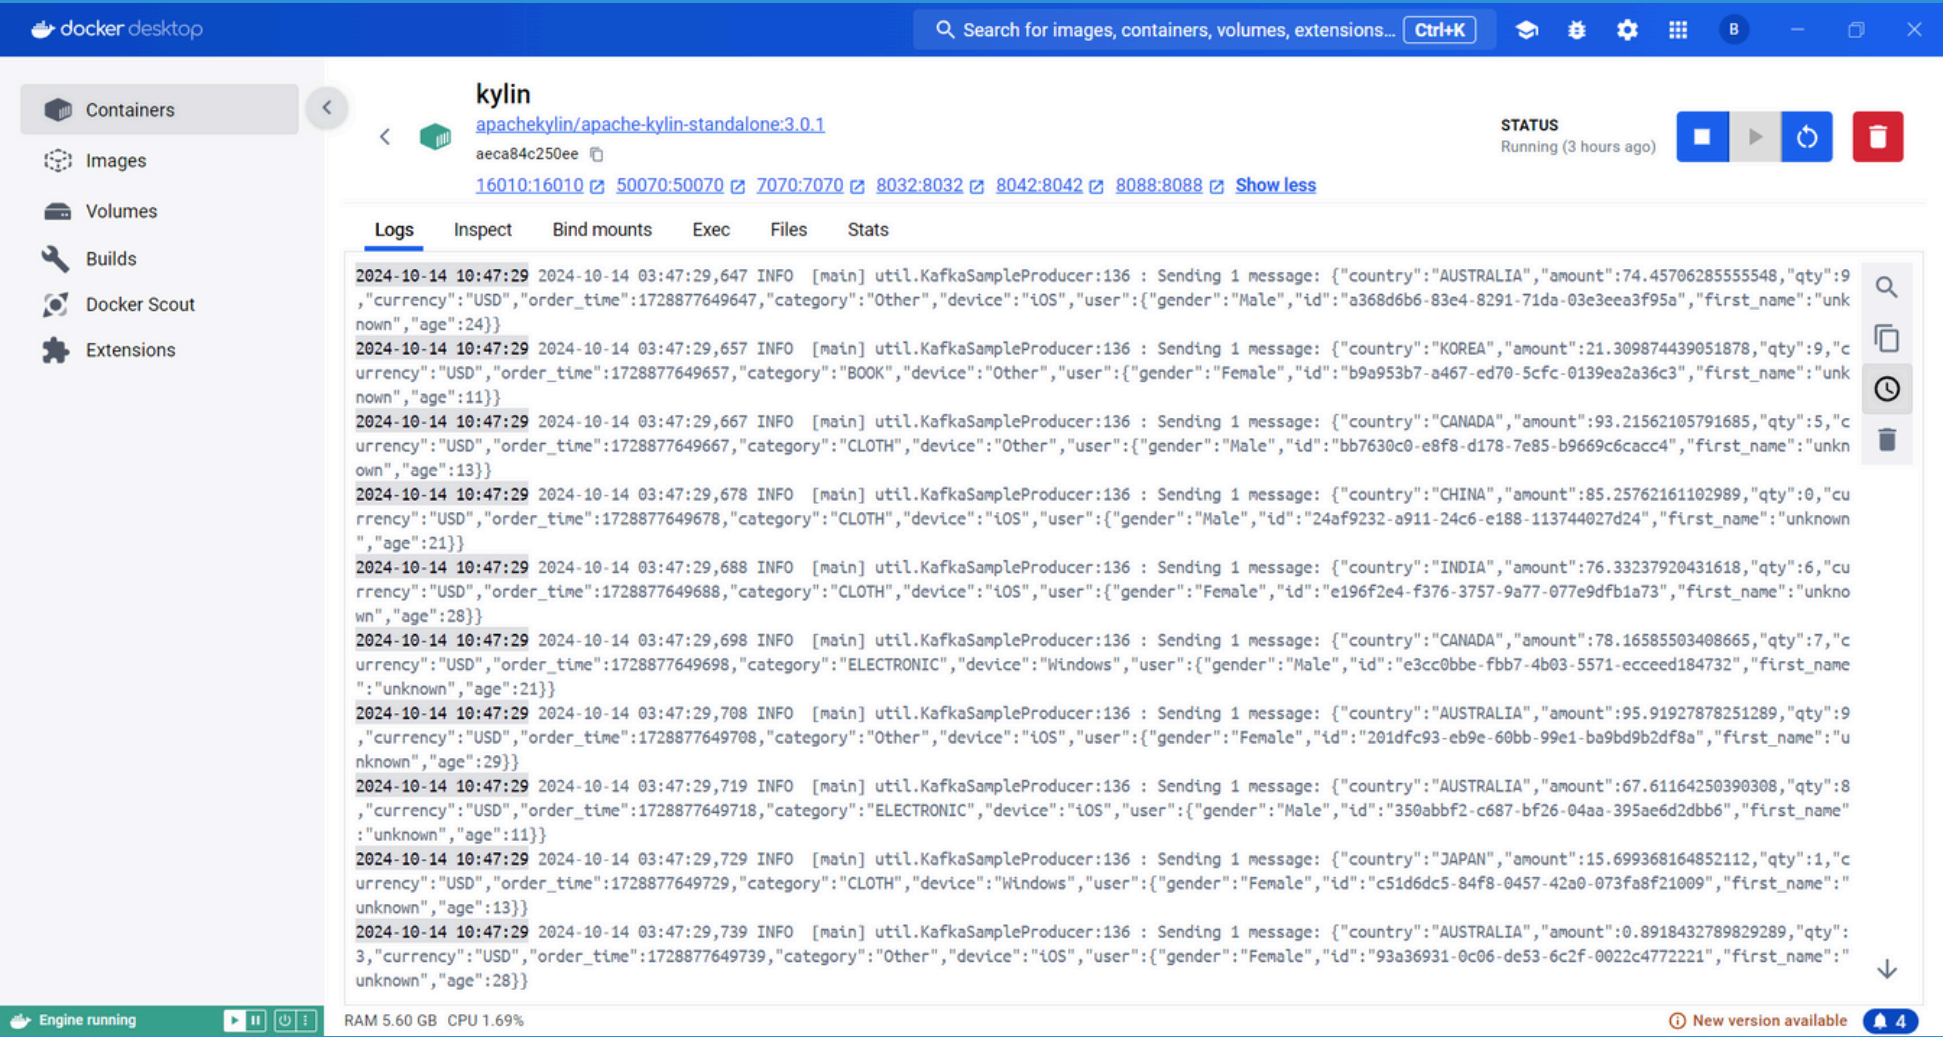 docker desktop
Search for images, containers, volumes, extensions... Ctrl+K
B
Containers
Images
Volumes
Builds
Docker Scout
Extensions
kylin
apachekylin/apache-kylin-standalone:3.0.1
aeca84c250ee
16010:16010 50070:50070 7070:7070 8032:8032 8042:8042 8088:8088 Show less
STATUS
Running (3 hours ago)
Logs Inspect Bind mounts Exec Files Stats
2024-10-14 10:47:29 2024-10-14 03:47:29,647 INFO  [main] util.KafkaSampleProducer:136 : Sending 1 message: {"country":"AUSTRALIA","amount":74.45706285555548,"qty":9
,"currency":"USD","order_time":1728877649647,"category":"Other","device":"iOS","user":{"gender":"Male","id":"a368d6b6-83e4-8291-71da-03e3eea3f95a","first_name":"unk
nown","age":24}}
2024-10-14 10:47:29 2024-10-14 03:47:29,657 INFO  [main] util.KafkaSampleProducer:136 : Sending 1 message: {"country":"KOREA","amount":21.309874439051878,"qty":9,"c
urrency":"USD","order_time":1728877649657,"category":"BOOK","device":"Other","user":{"gender":"Female","id":"b9a953b7-a467-ed70-5cfc-0139ea2a36c3","first_name":"unk
nown","age":11}}
2024-10-14 10:47:29 2024-10-14 03:47:29,667 INFO  [main] util.KafkaSampleProducer:136 : Sending 1 message: {"country":"CANADA","amount":93.21562105791685,"qty":5,"c
urrency":"USD","order_time":1728877649667,"category":"CLOTH","device":"Other","user":{"gender":"Male","id":"bb7630c0-e8f8-d178-7e85-b9669c6cacc4","first_name":"unkn
own","age":13}}
2024-10-14 10:47:29 2024-10-14 03:47:29,678 INFO  [main] util.KafkaSampleProducer:136 : Sending 1 message: {"country":"CHINA","amount":85.25762161102989,"qty":0,"cu
rrency":"USD","order_time":1728877649678,"category":"CLOTH","device":"iOS","user":{"gender":"Male","id":"24af9232-a911-24c6-e188-113744027d24","first_name":"unknown
","age":21}}
2024-10-14 10:47:29 2024-10-14 03:47:29,688 INFO  [main] util.KafkaSampleProducer:136 : Sending 1 message: {"country":"INDIA","amount":76.33237920431618,"qty":6,"cu
rrency":"USD","order_time":1728877649688,"category":"CLOTH","device":"iOS","user":{"gender":"Female","id":"e196f2e4-f376-3757-9a77-077e9dfb1a73","first_name":"unkno
wn","age":28}}
2024-10-14 10:47:29 2024-10-14 03:47:29,698 INFO  [main] util.KafkaSampleProducer:136 : Sending 1 message: {"country":"CANADA","amount":78.16585503408665,"qty":7,"c
urrency":"USD","order_time":1728877649698,"category":"ELECTRONIC","device":"Windows","user":{"gender":"Male","id":"e3cc0bbe-fbb7-4b03-5571-ecceed184732","first_name
":"unknown","age":21}}
2024-10-14 10:47:29 2024-10-14 03:47:29,708 INFO  [main] util.KafkaSampleProducer:136 : Sending 1 message: {"country":"AUSTRALIA","amount":95.91927878251289,"qty":9
,"currency":"USD","order_time":1728877649708,"category":"Other","device":"iOS","user":{"gender":"Female","id":"201dfc93-eb9e-60bb-99e1-ba9bd9b2df8a","first_name":"u
nknown","age":29}}
2024-10-14 10:47:29 2024-10-14 03:47:29,719 INFO  [main] util.KafkaSampleProducer:136 : Sending 1 message: {"country":"AUSTRALIA","amount":67.61164250390308,"qty":8
,"currency":"USD","order_time":1728877649718,"category":"ELECTRONIC","device":"iOS","user":{"gender":"Male","id":"350abbf2-c687-bf26-04aa-395ae6d2dbb6","first_name"
:"unknown","age":11}}
2024-10-14 10:47:29 2024-10-14 03:47:29,729 INFO  [main] util.KafkaSampleProducer:136 : Sending 1 message: {"country":"JAPAN","amount":15.699368164852112,"qty":1,"c
urrency":"USD","order_time":1728877649729,"category":"CLOTH","device":"Windows","user":{"gender":"Female","id":"c51d6dc5-84f8-0457-42a0-073fa8f21009","first_name":"
unknown","age":13}}
2024-10-14 10:47:29 2024-10-14 03:47:29,739 INFO  [main] util.KafkaSampleProducer:136 : Sending 1 message: {"country":"AUSTRALIA","amount":0.8918432789829289,"qty":
3,"currency":"USD","order_time":1728877649739,"category":"Other","device":"iOS","user":{"gender":"Female","id":"93a36931-0c06-de53-6c2f-0022c4772221","first_name":"
unknown","age":28}}
Engine running
RAM 5.60 GB CPU 1.69%
New version available
4